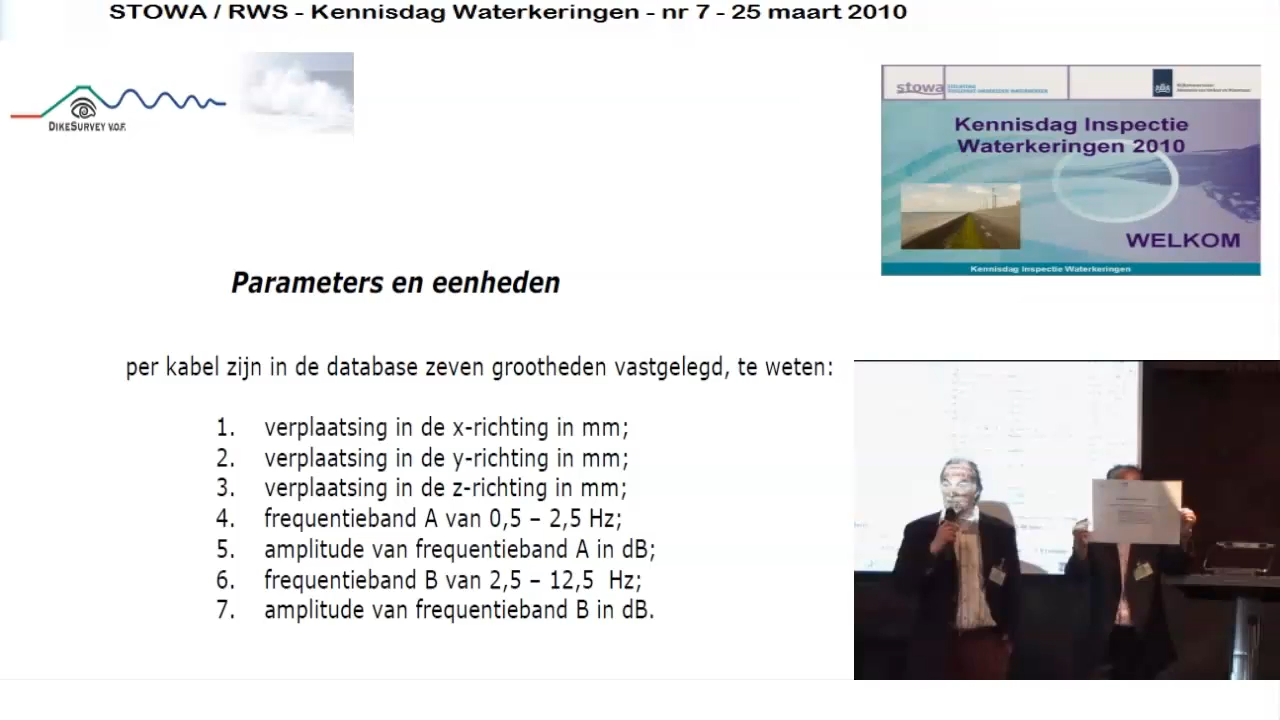 STOWA / RWS - Kennisdag Waterkeringen - nr 7 - 25 maart 2010
DIKESURVEY V.O.F.
stowa
Kennisdag Inspectie
Waterkeringen 2010
WELKOM
Kennisdag Inspectie Waterkeringen
Parameters en eenheden
per kabel zijn in de database zeven grootheden vastgelegd, te weten:
1. verplaatsing in de x-richting in mm;
2. verplaatsing in de y-richting in mm;
3. verplaatsing in de z-richting in mm;
4. frequentieband A van 0,5 – 2,5 Hz;
5. amplitude van frequentieband A in dB;
6. frequentieband B van 2,5 – 12,5 Hz;
7. amplitude van frequentieband B in dB.